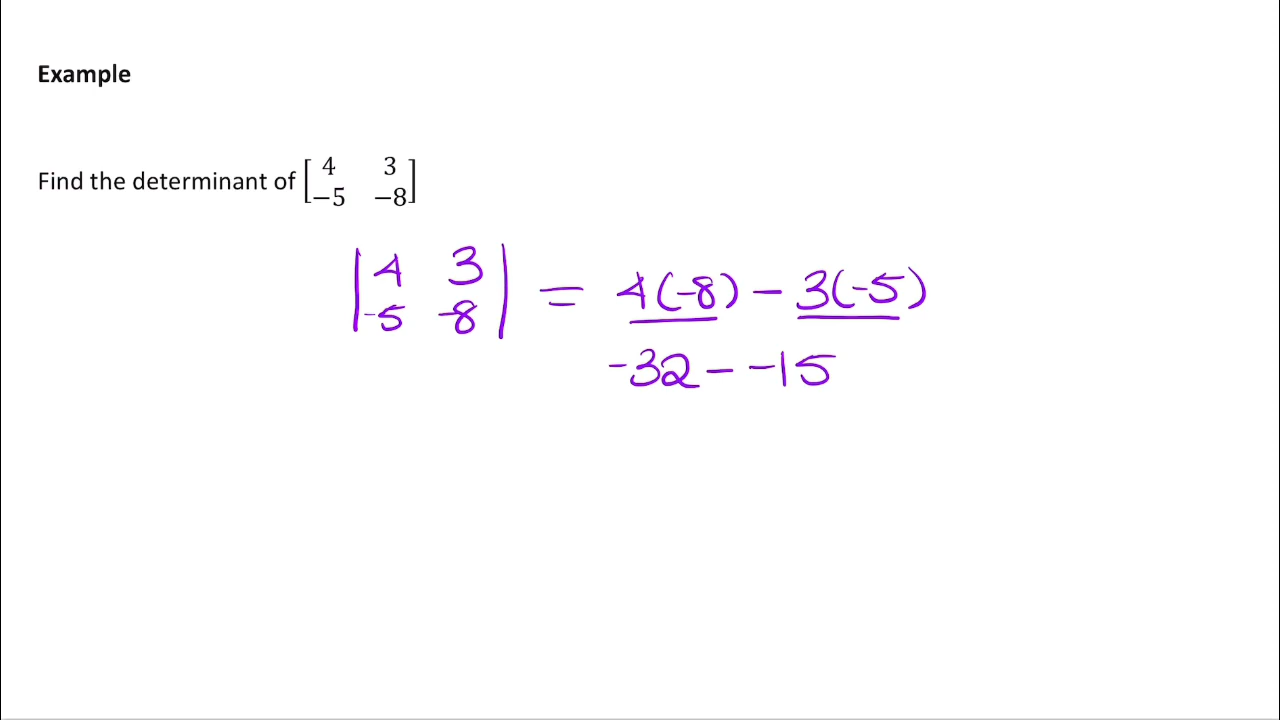 Example
Find the determinant of [4 3
−5 −8]
|4 3
-5 -8| = 4(-8) - 3(-5)
-32 - -15